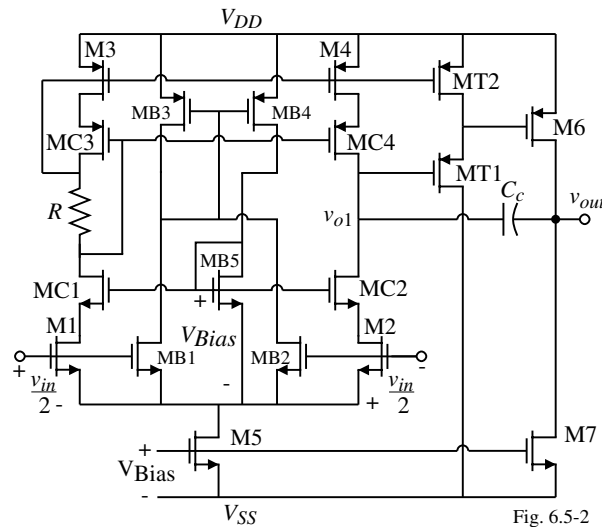 V_DD
M3
M4
MB3
MB4
MT2
M6
MC3
MC4
MT1
R
v_o1
C_c
v_out
MC1
MB5
MC2
+
M1
V_Bias
M2
MB1
MB2
+
-
v_in
2
-
-
+
v_in
2
M5
M7
+
V_Bias
-
V_SS
Fig. 6.5-2